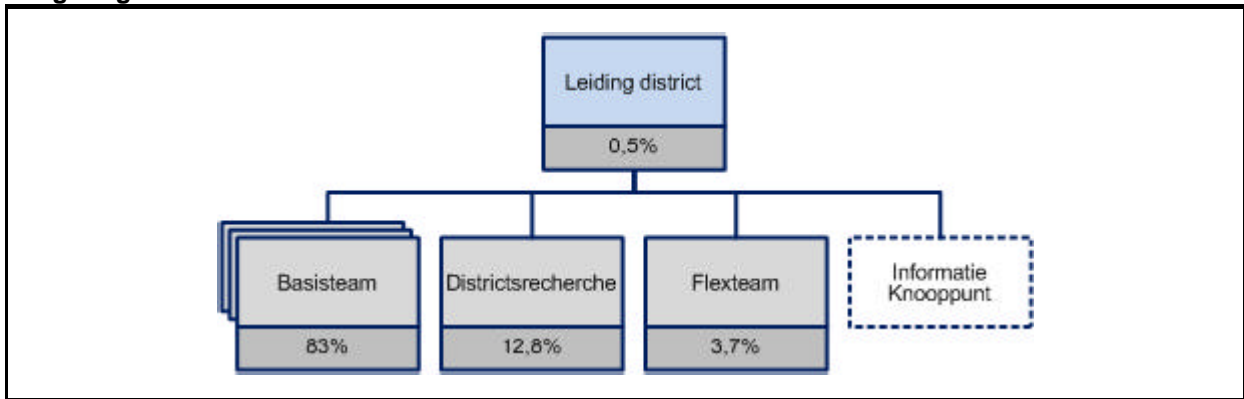 Leiding district
0,5%
Basisteam
83%
Districtsrecherche
12,8%
Flexteam
3,7%
Informatie
Knooppunt